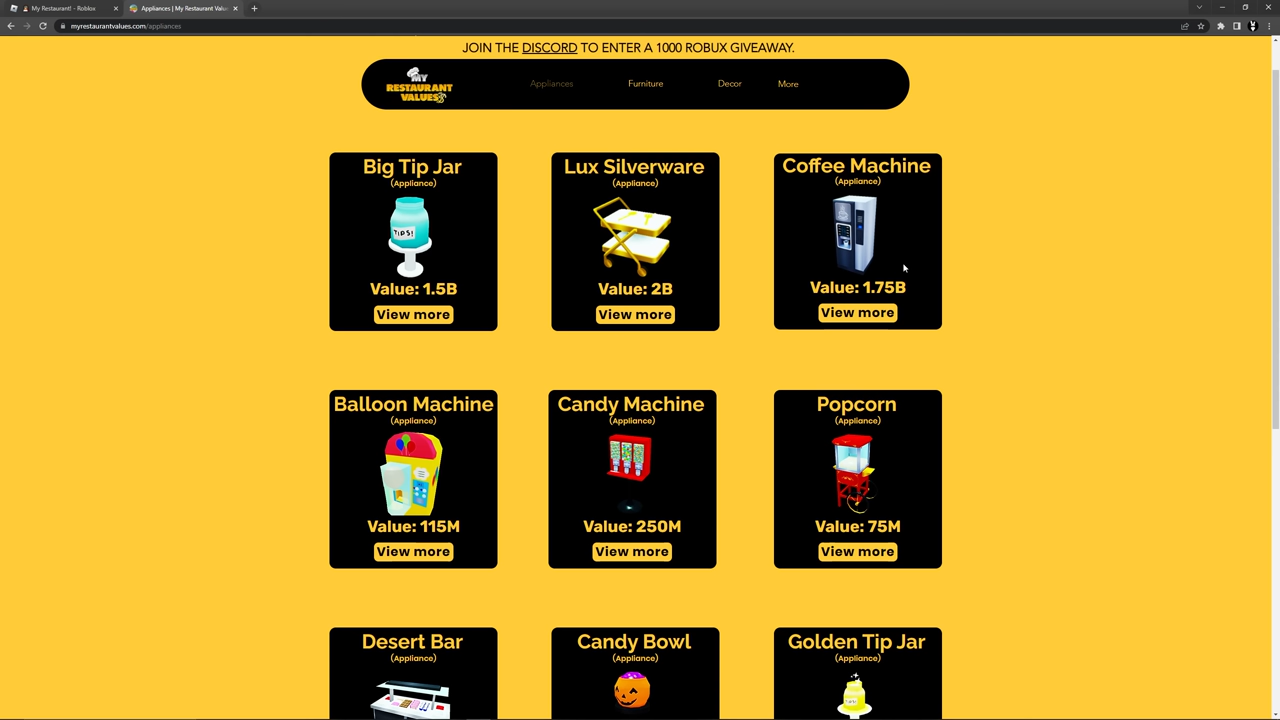 My Restaurant! - Roblox
Appliances | My Restaurant Valu
myrestaurantvalues.com/appliances
JOIN THE DISCORD TO ENTER A 1000 ROBUX GIVEAWAY.
MY
RESTAURANT
VALUES
Appliances
Furniture
Decor
More
Big Tip Jar
(Appliance)
TIPS!
Value: 1.5B
View more
Lux Silverware
(Appliance)
Value: 2B
View more
Coffee Machine
(Appliance)
Value: 1.75B
View more
Balloon Machine
(Appliance)
Value: 115M
View more
Candy Machine
(Appliance)
Value: 250M
View more
Popcorn
(Appliance)
Value: 75M
View more
Desert Bar
(Appliance)
Candy Bowl
(Appliance)
Golden Tip Jar
(Appliance)